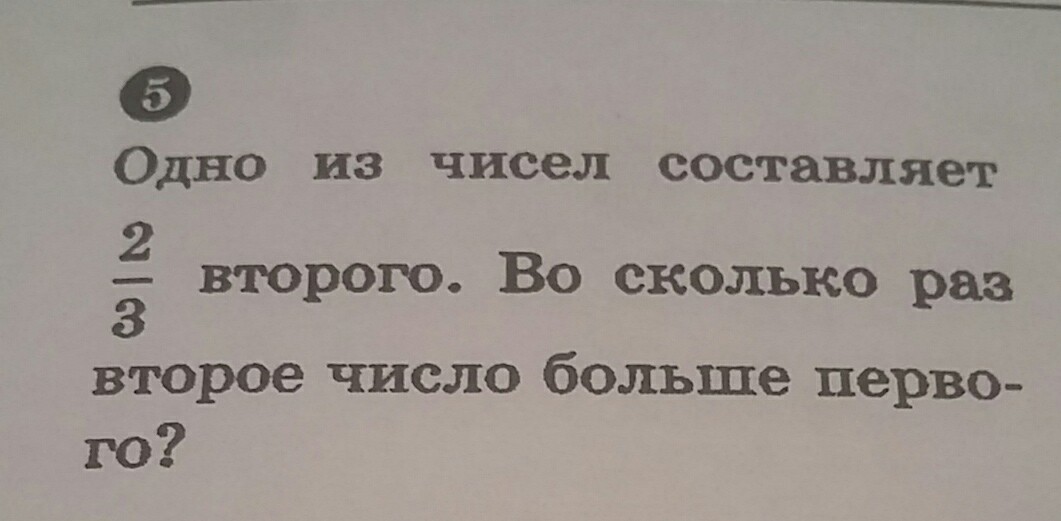 5
Одно из чисел составляет
2/3 второго. Во сколько раз
второе число больше перво-
го?